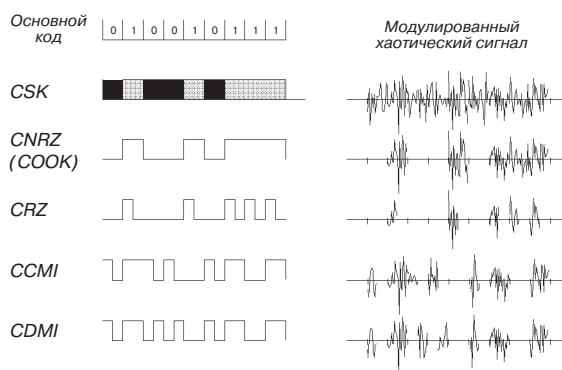 Основной
код
0 1 0 0 1 0 1 1 1
Модулированный
хаотический сигнал
CSK
CNRZ
(COOK)
CRZ
CCMI
CDMI